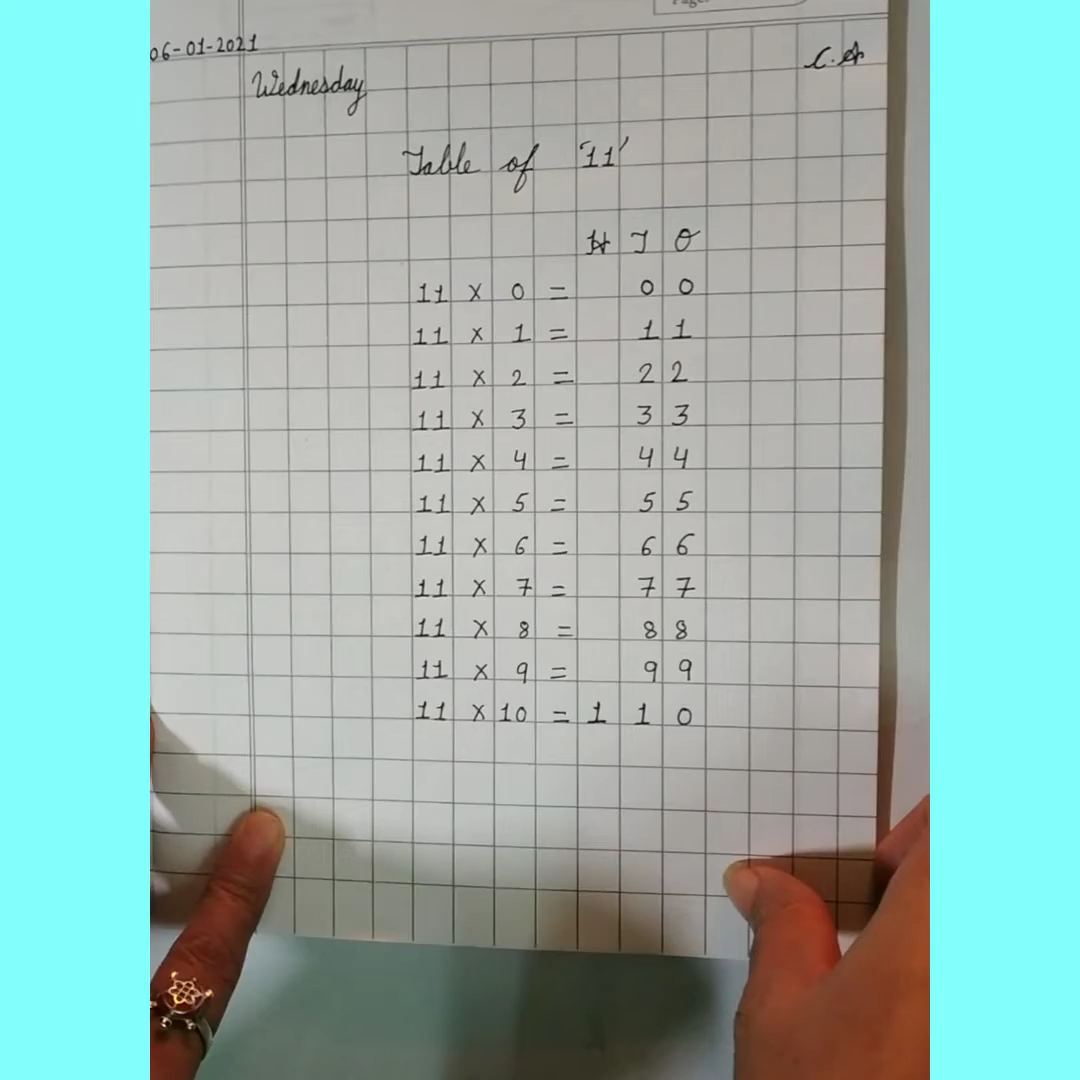 06-01-2021
Wednesday
C.W
Table of '11'
H T O
11 x 0 = 0 0
11 x 1 = 1 1
11 x 2 = 2 2
11 x 3 = 3 3
11 x 4 = 4 4
11 x 5 = 5 5
11 x 6 = 6 6
11 x 7 = 7 7
11 x 8 = 8 8
11 x 9 = 9 9
11 x 10 = 1 1 0